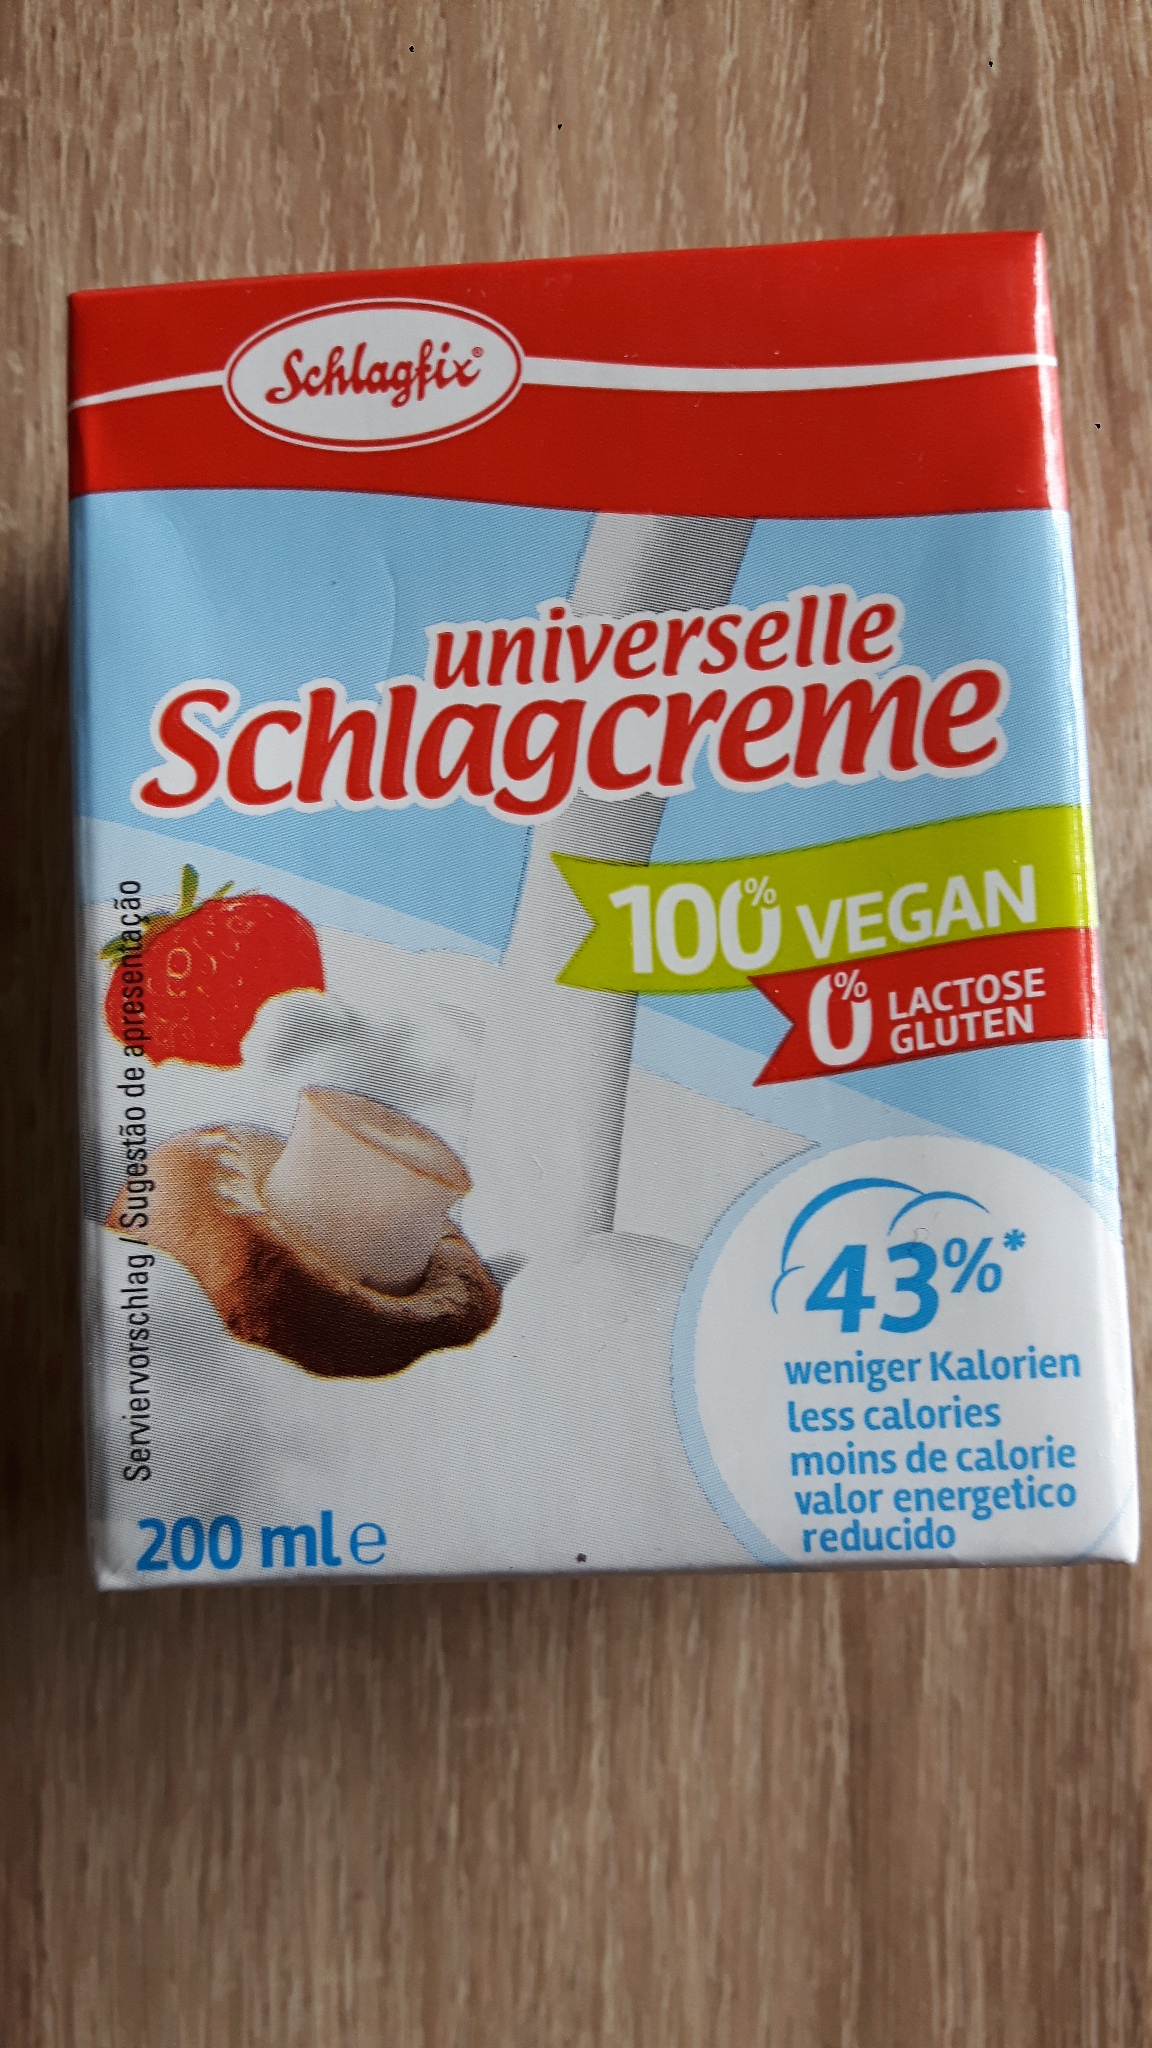 Schlagfix®
universelle
Schlagcreme
100% VEGAN
0% LACTOSE
GLUTEN
Serviervorschlag / Sugestão de apresentação
43%*
weniger Kalorien
less calories
moins de calorie
valor energetico
reducido
200 ml e